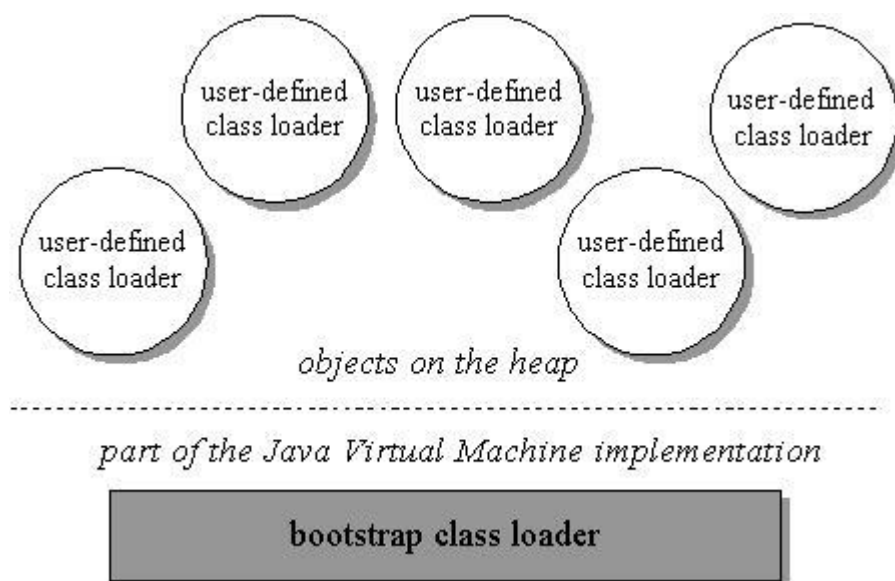 user-defined
class loader
user-defined
class loader
user-defined
class loader
user-defined
class loader
user-defined
class loader
objects on the heap
part of the Java Virtual Machine implementation
bootstrap class loader